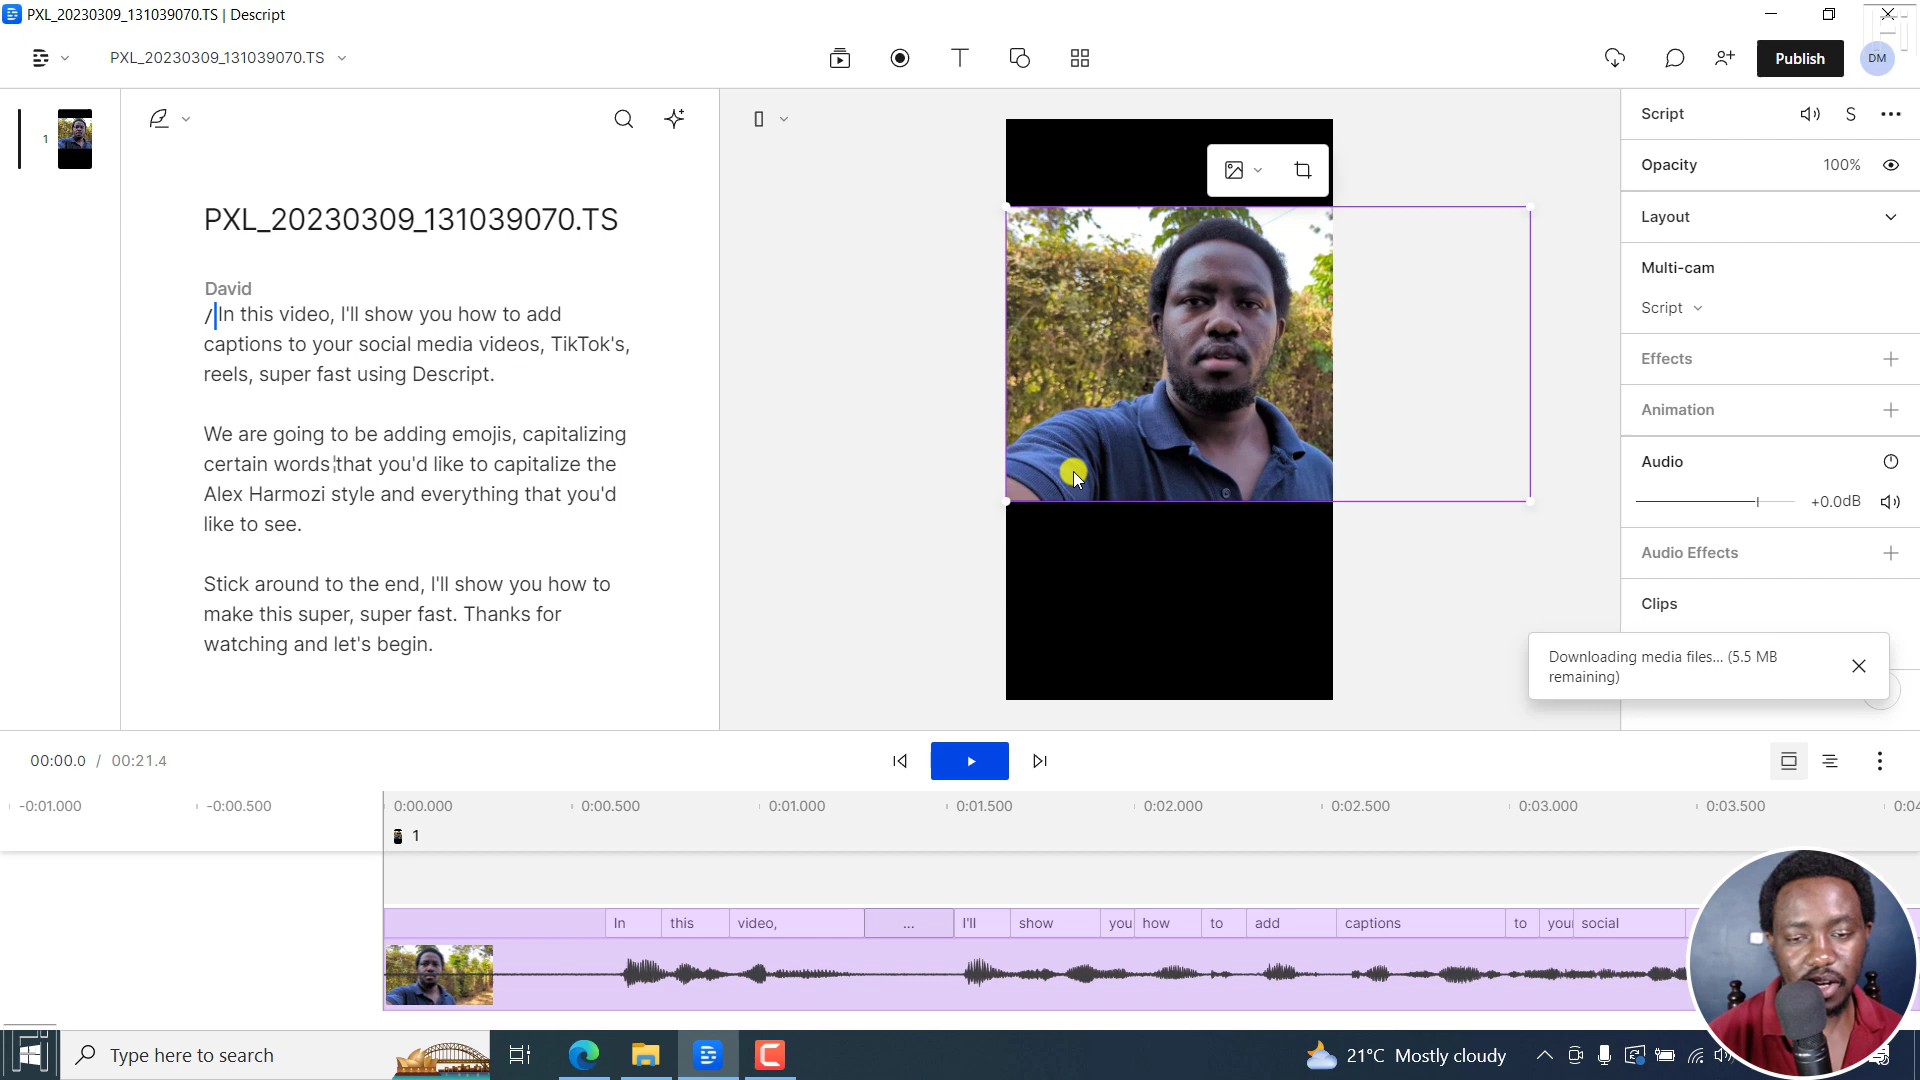 PXL_20230309_131039070.TS | Descript
PXL_20230309_131039070.TS
Publish
DM
1
Script
S
Opacity
100%
Layout
Multi-cam
Script
Effects
Animation
Audio
+0.0dB
Audio Effects
Clips
PXL_20230309_131039070.TS
David
/In this video, I'll show you how to add
captions to your social media videos, TikTok's,
reels, super fast using Descript.
We are going to be adding emojis, capitalizing
certain words that you'd like to capitalize the
Alex Harmozi style and everything that you'd
like to see.
Stick around to the end, I'll show you how to
make this super, super fast. Thanks for
watching and let's begin.
Downloading media files... (5.5 MB
remaining)
00:00.0 / 00:21.4
-0:01.000 -0:00.500 0:00.000 0:00.500 0:01.000 0:01.500 0:02.000 0:02.500 0:03.000 0:03.500
1
In this video, ... I'll show you how to add captions to your social
Type here to search
21°C Mostly cloudy